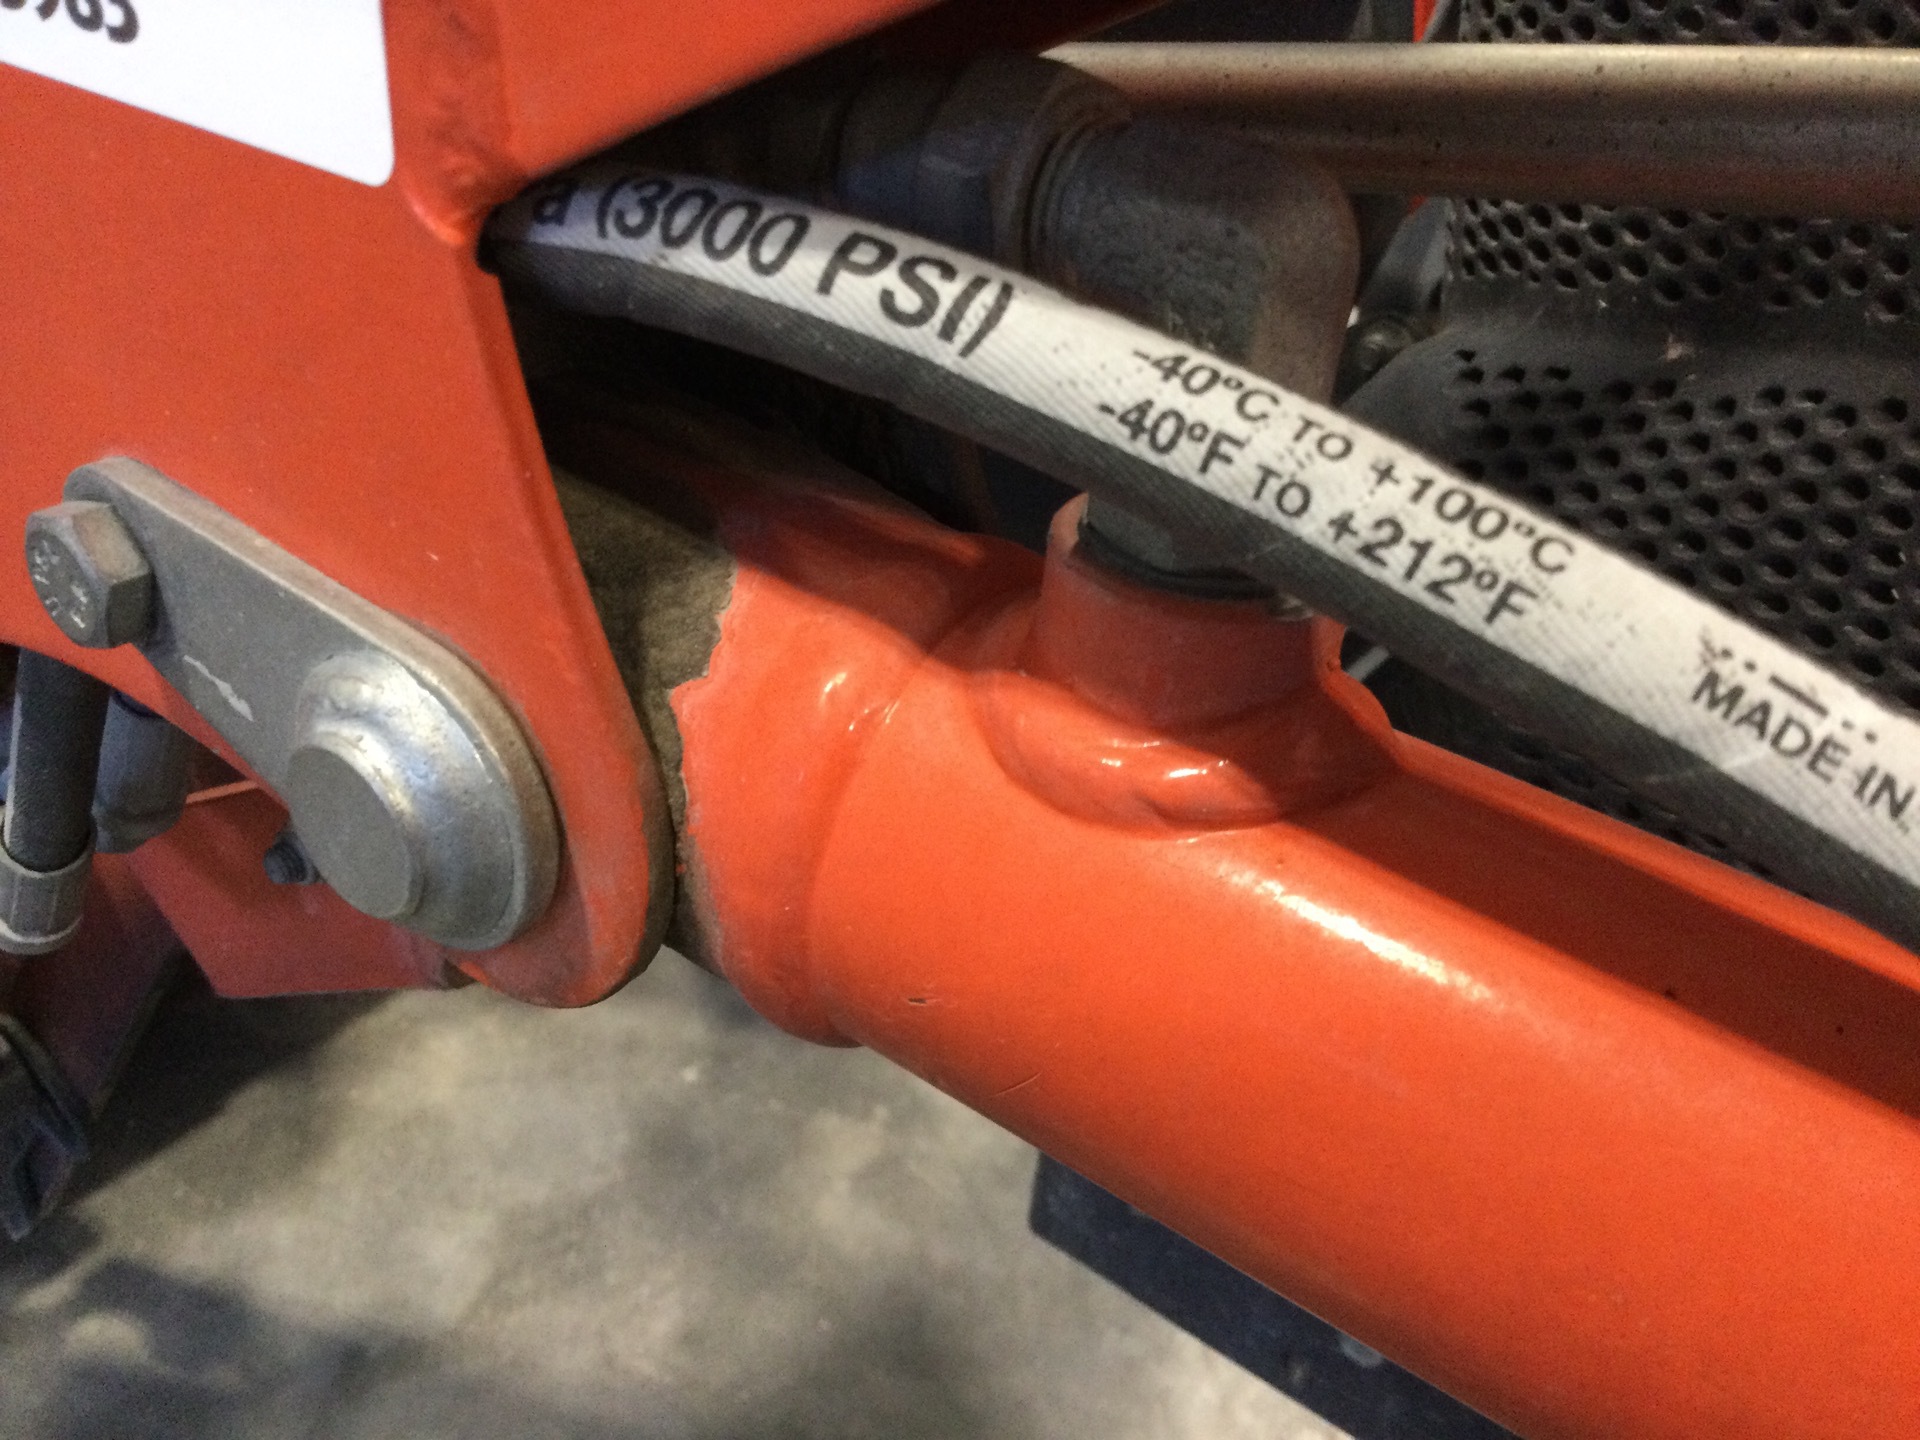 a (3000 PSI)
-40°C TO +100°C
-40°F TO +212°F
MADE IN